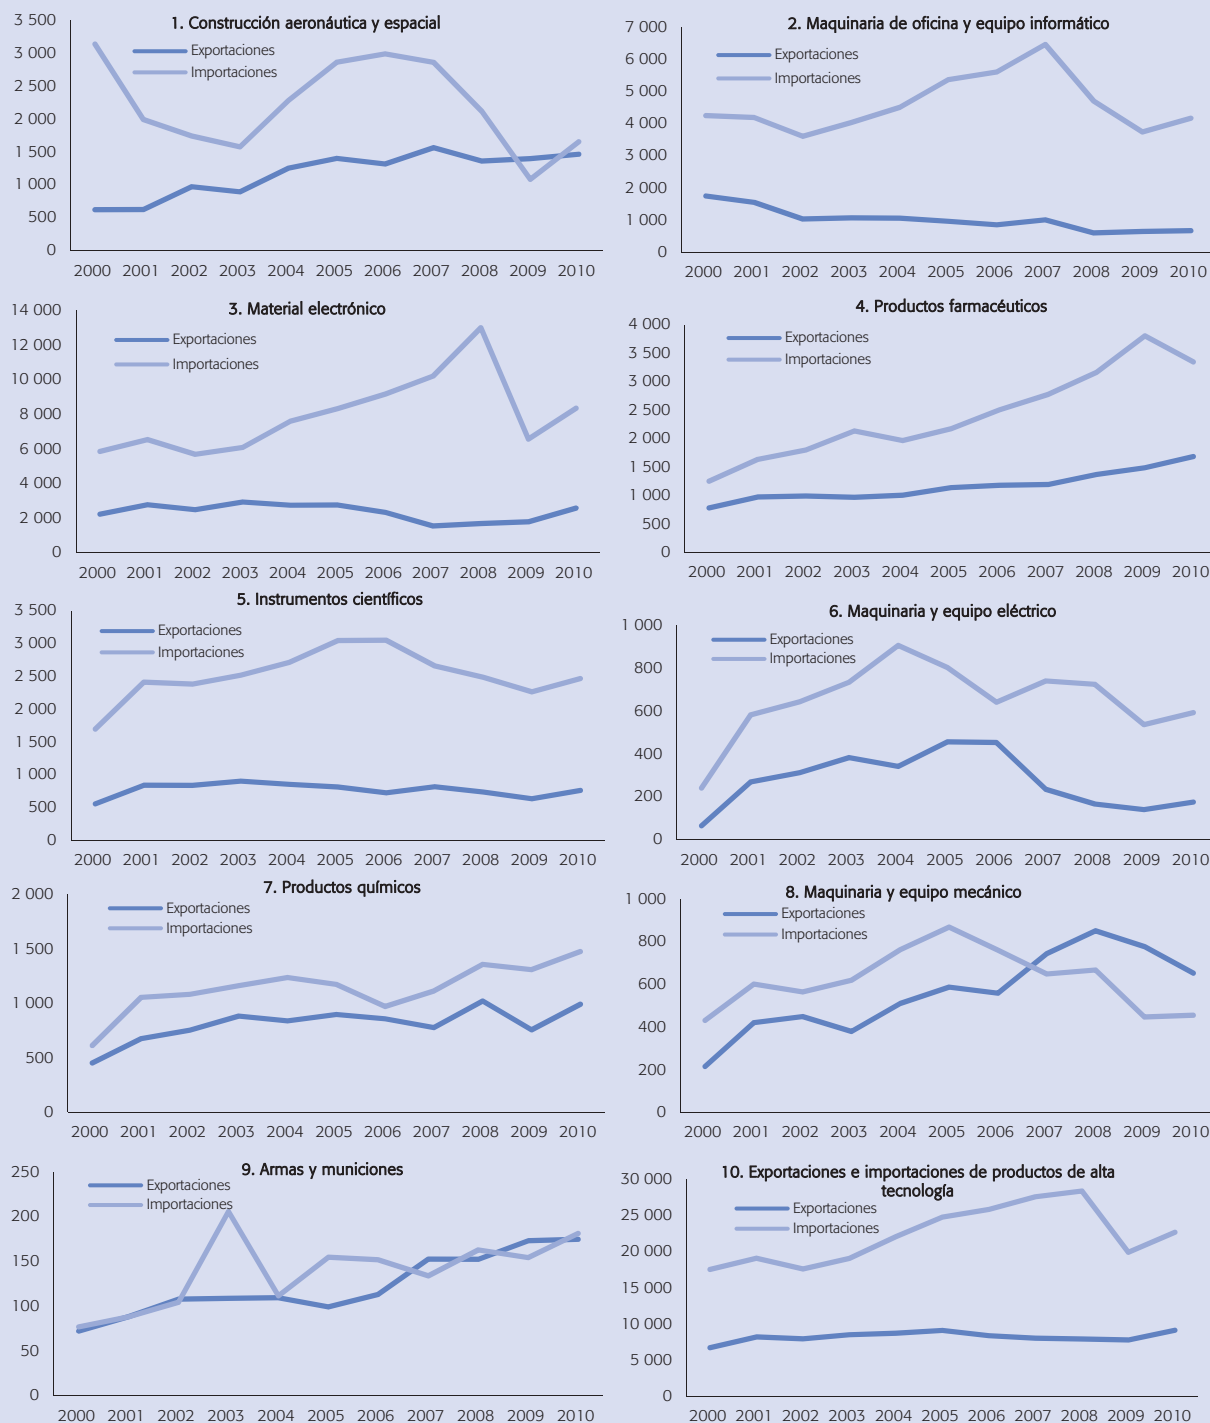 1. Construcción aeronáutica y espacial
Exportaciones
Importaciones
3 500
3 000
2 500
2 000
1 500
1 000
500
0
2000 2001 2002 2003 2004 2005 2006 2007 2008 2009 2010
2. Maquinaria de oficina y equipo informático
Exportaciones
Importaciones
7 000
6 000
5 000
4 000
3 000
2 000
1 000
0
2000 2001 2002 2003 2004 2005 2006 2007 2008 2009 2010
3. Material electrónico
Exportaciones
Importaciones
14 000
12 000
10 000
8 000
6 000
4 000
2 000
0
2000 2001 2002 2003 2004 2005 2006 2007 2008 2009 2010
4. Productos farmacéuticos
Exportaciones
Importaciones
4 000
3 500
3 000
2 500
2 000
1 500
1 000
500
0
2000 2001 2002 2003 2004 2005 2006 2007 2008 2009 2010
5. Instrumentos científicos
Exportaciones
Importaciones
3 500
3 000
2 500
2 000
1 500
1 000
500
0
2000 2001 2002 2003 2004 2005 2006 2007 2008 2009 2010
6. Maquinaria y equipo eléctrico
Exportaciones
Importaciones
1 000
800
600
400
200
0
2000 2001 2002 2003 2004 2005 2006 2007 2008 2009 2010
7. Productos químicos
Exportaciones
Importaciones
2 000
1 500
1 000
500
0
2000 2001 2002 2003 2004 2005 2006 2007 2008 2009 2010
8. Maquinaria y equipo mecánico
Exportaciones
Importaciones
1 000
800
600
400
200
0
2000 2001 2002 2003 2004 2005 2006 2007 2008 2009 2010
9. Armas y municiones
Exportaciones
Importaciones
250
200
150
100
50
0
2000 2001 2002 2003 2004 2005 2006 2007 2008 2009 2010
10. Exportaciones e importaciones de productos de alta
tecnología
Exportaciones
Importaciones
30 000
25 000
20 000
15 000
10 000
5 000
0
2000 2001 2002 2003 2004 2005 2006 2007 2008 2009 2010